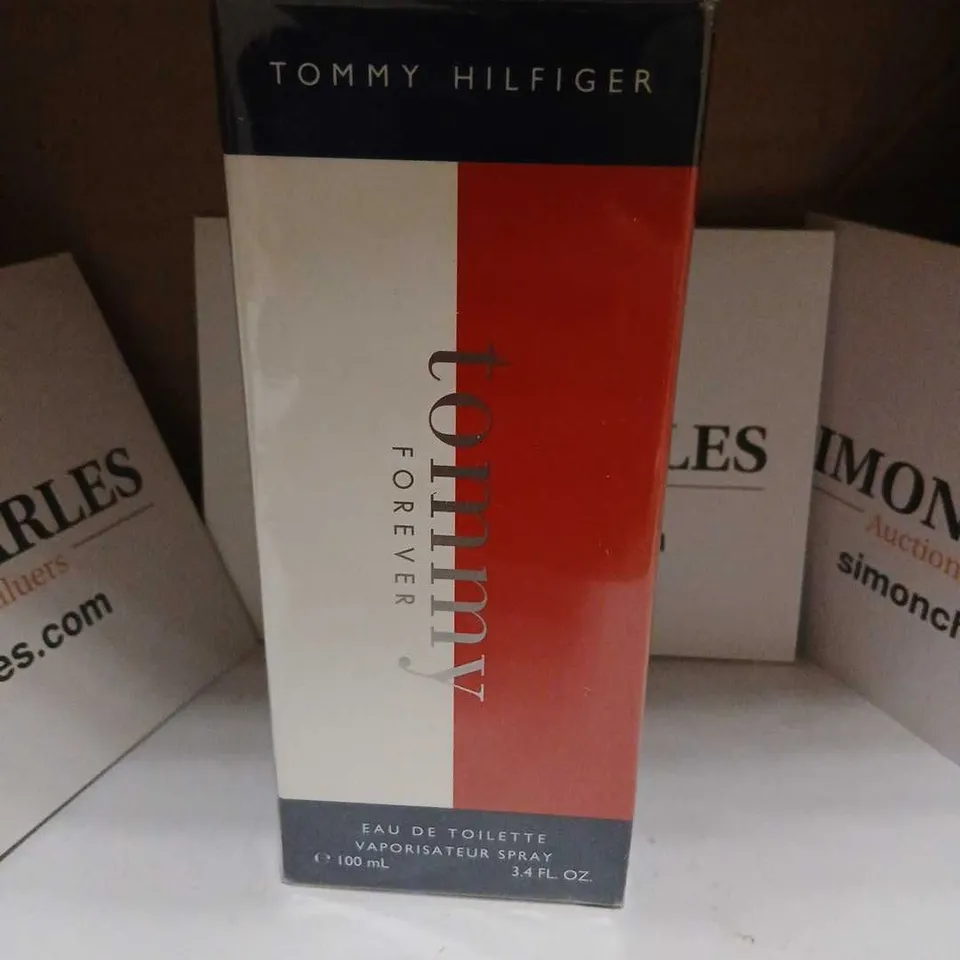 TOMMY HILFIGER
tommy
FOREVER
EAU DE TOILETTE
VAPORISATEUR SPRAY
℮ 100 mL
3.4 FL. OZ.
ARLES
aluers
es.com
LES
IMON
Auction
simonch